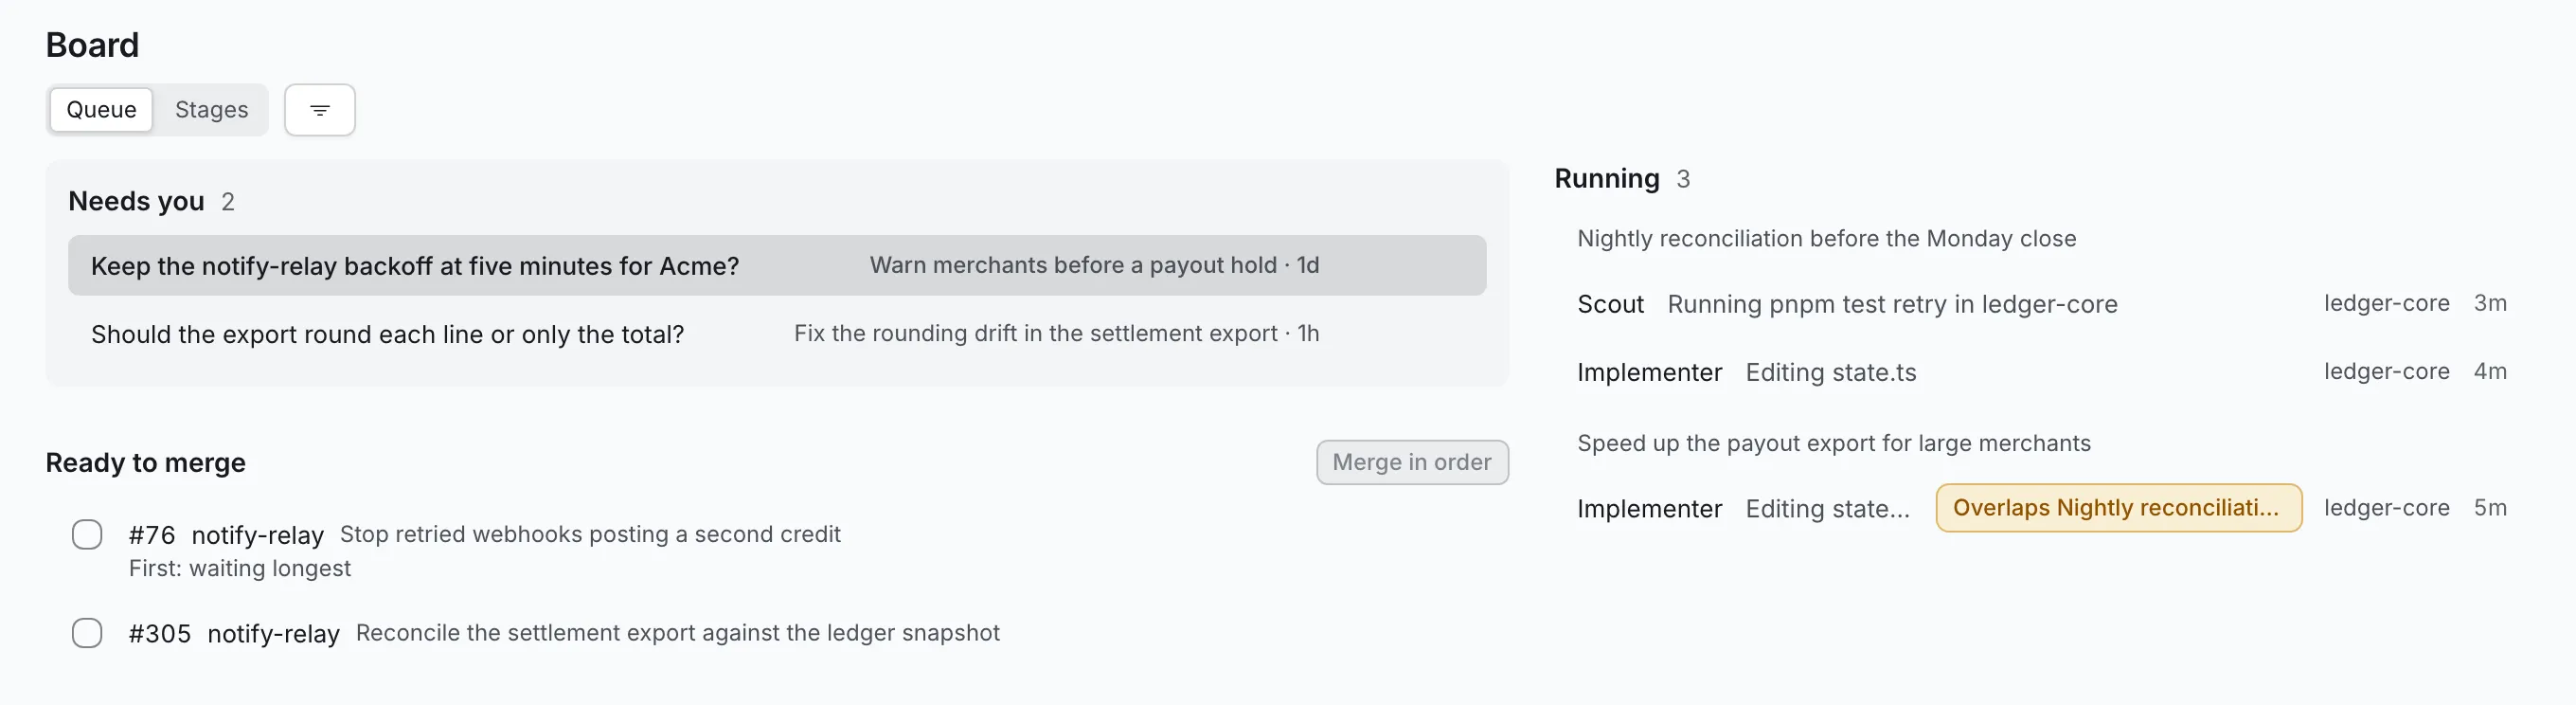 Board
Queue Stages
Needs you 2
Keep the notify-relay backoff at five minutes for Acme? Warn merchants before a payout hold · 1d
Should the export round each line or only the total? Fix the rounding drift in the settlement export · 1h
Ready to merge Merge in order
#76 notify-relay Stop retried webhooks posting a second credit
First: waiting longest
#305 notify-relay Reconcile the settlement export against the ledger snapshot
Running 3
Nightly reconciliation before the Monday close
Scout Running pnpm test retry in ledger-core ledger-core 3m
Implementer Editing state.ts ledger-core 4m
Speed up the payout export for large merchants
Implementer Editing state... Overlaps Nightly reconciliati... ledger-core 5m